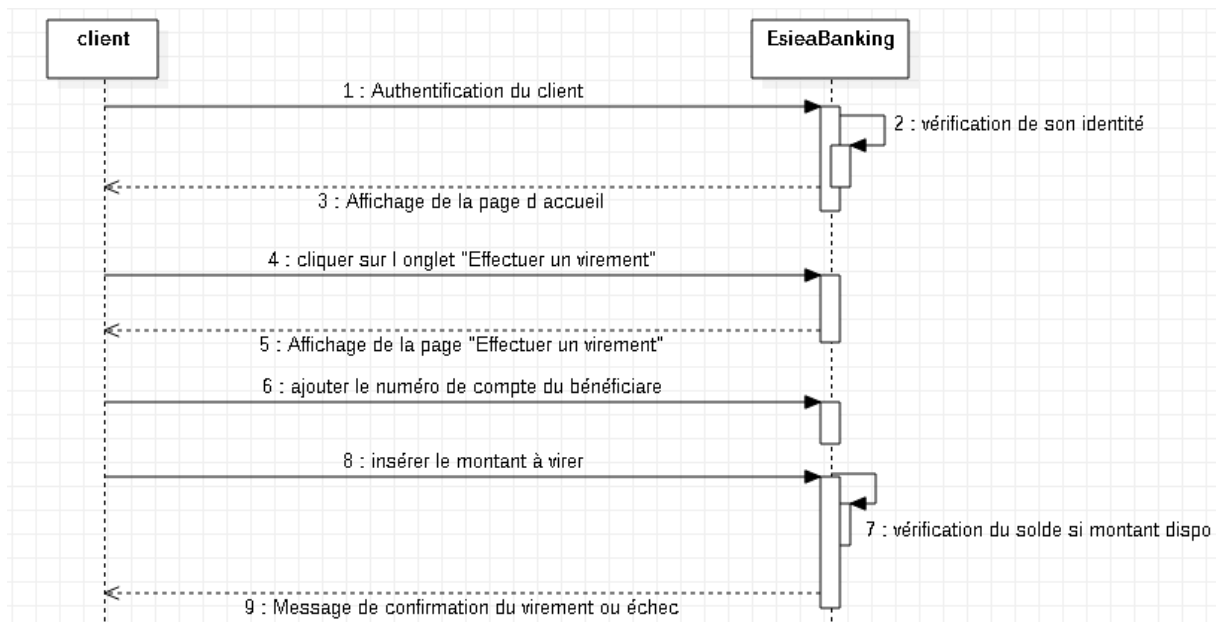 client
EsieaBanking
1 : Authentification du client
2 : vérification de son identité
3 : Affichage de la page d accueil
4 : cliquer sur l onglet "Effectuer un virement"
5 : Affichage de la page "Effectuer un virement"
6 : ajouter le numéro de compte du bénéficiare
8 : insérer le montant à virer
7 : vérification du solde si montant dispo
9 : Message de confirmation du virement ou échec